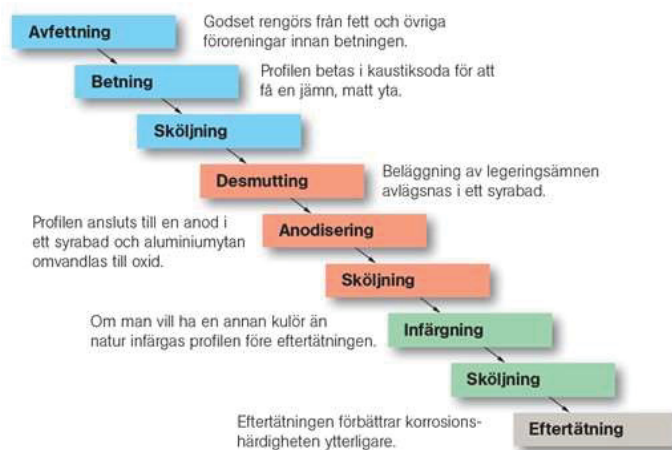 Avfettning
Godset rengörs från fett och övriga
föroreningar innan betningen.
Betning
Profilen betas i kaustiksoda för att
få en jämn, matt yta.
Sköljning
Desmutting
Beläggning av legeringsämnen
avlägsnas i ett syrabad.
Profilen ansluts till en anod i
ett syrabad och aluminiumytan
omvandlas till oxid.
Anodisering
Sköljning
Om man vill ha en annan kulör än
natur infärgas profilen före eftertätningen.
Infärgning
Sköljning
Eftertätningen förbättrar korrosions-
härdigheten ytterligare.
Eftertätning